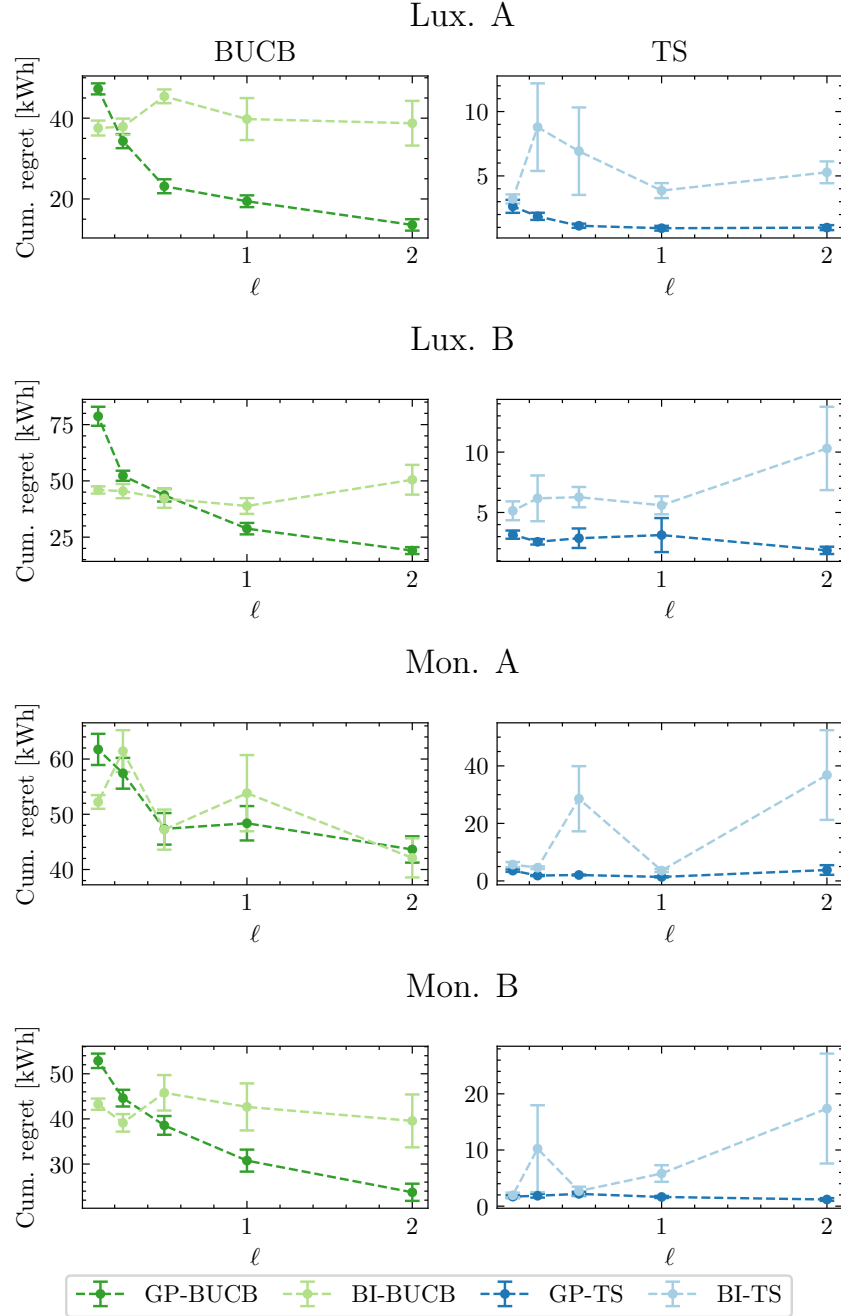 Lux. A
BUCB TS
Cum. regret [kWh]
40
20
10
5
1 2 1 2
ℓ ℓ
Lux. B
Cum. regret [kWh]
75
50
25
10
5
1 2 1 2
ℓ ℓ
Mon. A
Cum. regret [kWh]
60
50
40
40
20
0
1 2 1 2
ℓ ℓ
Mon. B
Cum. regret [kWh]
50
40
30
20
10
0
1 2 1 2
ℓ ℓ
GP-BUCB BI-BUCB GP-TS BI-TS